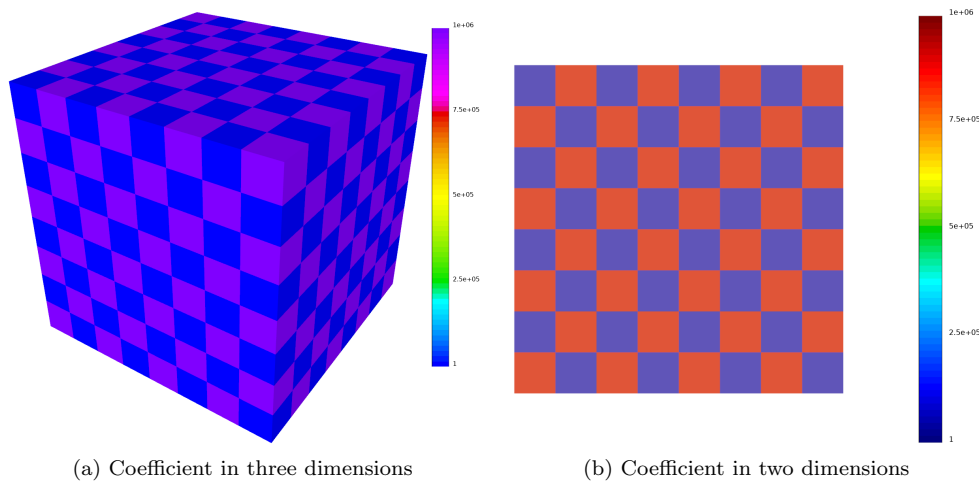 1e+06
7.5e+05
5e+05
2.5e+05
1
1e+06
7.5e+05
5e+05
2.5e+05
1
(a) Coefficient in three dimensions
(b) Coefficient in two dimensions